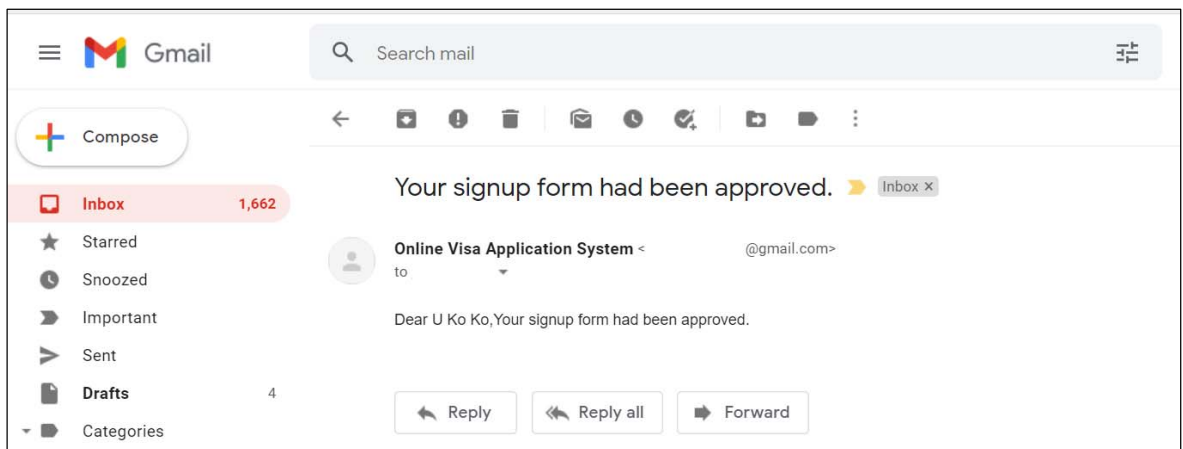 Gmail
Search mail
Compose
Inbox 1,662
Starred
Snoozed
Important
Sent
Drafts 4
Categories
Your signup form had been approved. Inbox ×
Online Visa Application System < @gmail.com>
to
Dear U Ko Ko,Your signup form had been approved.
Reply Reply all Forward